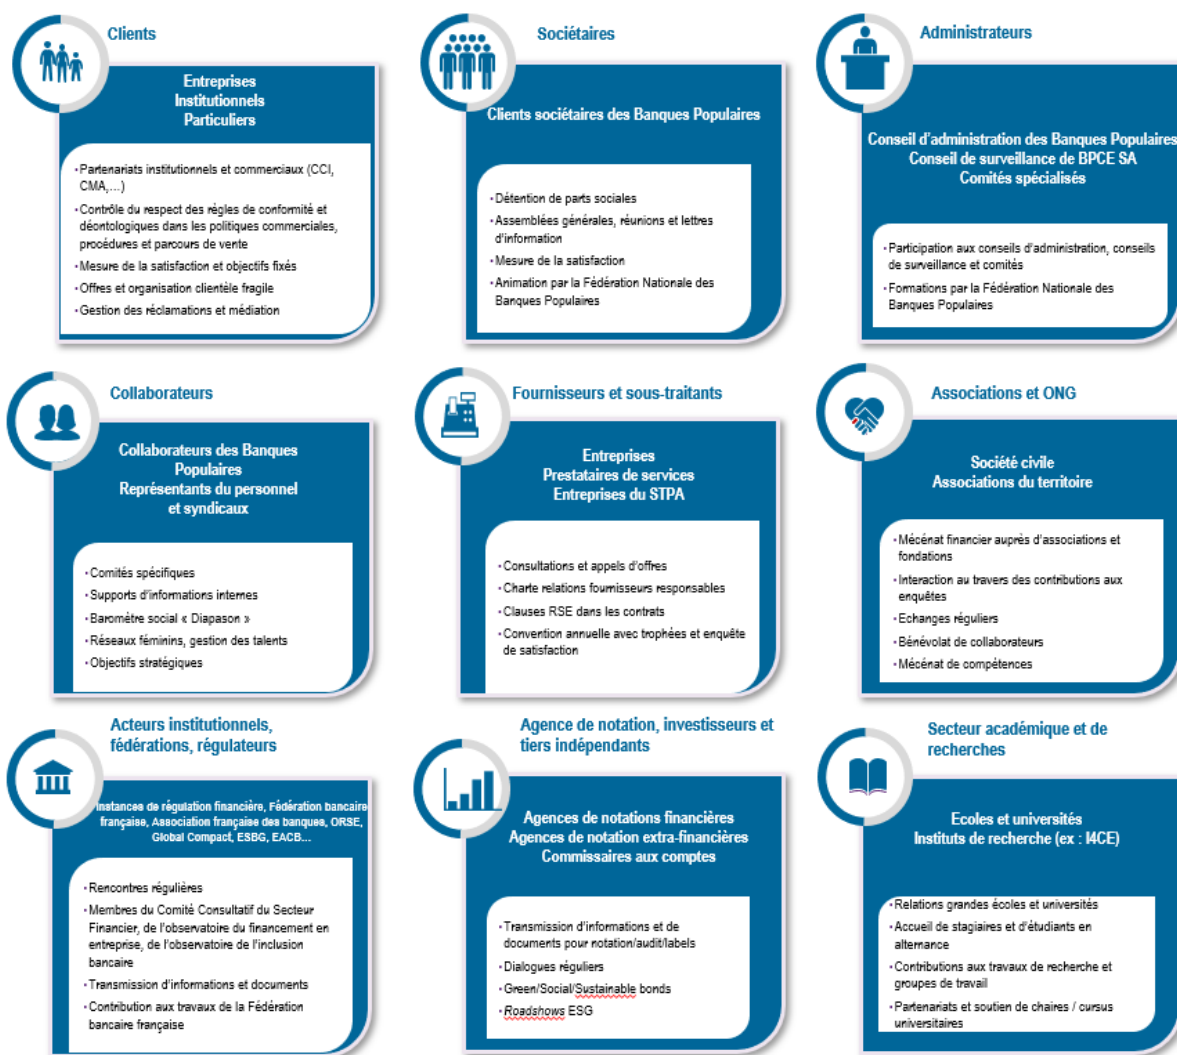 Clients
Entreprises
Institutionnels
Particuliers
•Partenariats institutionnels et commerciaux (CCI,
CMA,…)
•Contrôle du respect des règles de conformité et
déontologiques dans les politiques commerciales,
procédures et parcours de vente
•Mesure de la satisfaction et objectifs fixés
•Offres et organisation clientèle fragile
•Gestion des réclamations et médiation
Sociétaires
Clients sociétaires des Banques Populaires
•Détention de parts sociales
•Assemblées générales, réunions et lettres
d'information
•Mesure de la satisfaction
•Animation par la Fédération Nationale des
Banques Populaires
Administrateurs
Conseil d'administration des Banques Populaires
Conseil de surveillance de BPCE SA
Comités spécialisés
•Participation aux conseils d'administration, conseils
de surveillance et comités
•Formations par la Fédération Nationale des
Banques Populaires
Collaborateurs
Collaborateurs des Banques
Populaires
Représentants du personnel
et syndicaux
•Comités spécifiques
•Supports d'informations internes
•Baromètre social « Diapason »
•Réseaux féminins, gestion des talents
•Objectifs stratégiques
Fournisseurs et sous-traitants
Entreprises
Prestataires de services
Entreprises du STPA
•Consultations et appels d'offres
•Charte relations fournisseurs responsables
•Clauses RSE dans les contrats
•Convention annuelle avec trophées et enquête
de satisfaction
Associations et ONG
Société civile
Associations du territoire
•Mécénat financier auprès d'associations et
fondations
•Interaction au travers des contributions aux
enquêtes
•Echanges réguliers
•Bénévolat de collaborateurs
•Mécénat de compétences
Acteurs institutionnels,
fédérations, régulateurs
Instances de régulation financière, Fédération bancaire
française, Association française des banques, ORSE,
Global Compact, ESBG, EACB…
•Rencontres régulières
•Membres du Comité Consultatif du Secteur
Financier, de l'observatoire du financement en
entreprise, de l'observatoire de l'inclusion
bancaire
•Transmission d'informations et documents
•Contribution aux travaux de la Fédération
bancaire française
Agence de notation, investisseurs et
tiers indépendants
Agences de notations financières
Agences de notation extra-financières
Commissaires aux comptes
•Transmission d'informations et de
documents pour notation/audit/labels
•Dialogues réguliers
•Green/Social/Sustainable bonds
•Roadshows ESG
Secteur académique et de
recherches
Ecoles et universités
Instituts de recherche (ex : I4CE)
•Relations grandes écoles et universités
•Accueil de stagiaires et d'étudiants en
alternance
•Contributions aux travaux de recherche et
groupes de travail
•Partenariats et soutien de chaires / cursus
universitaires